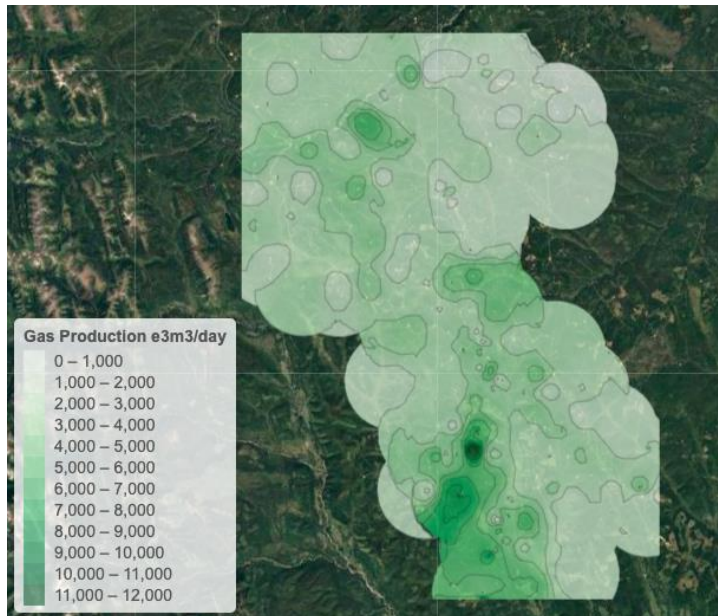 Gas Production e3m3/day
0 – 1,000
1,000 – 2,000
2,000 – 3,000
3,000 – 4,000
4,000 – 5,000
5,000 – 6,000
6,000 – 7,000
7,000 – 8,000
8,000 – 9,000
9,000 – 10,000
10,000 – 11,000
11,000 – 12,000